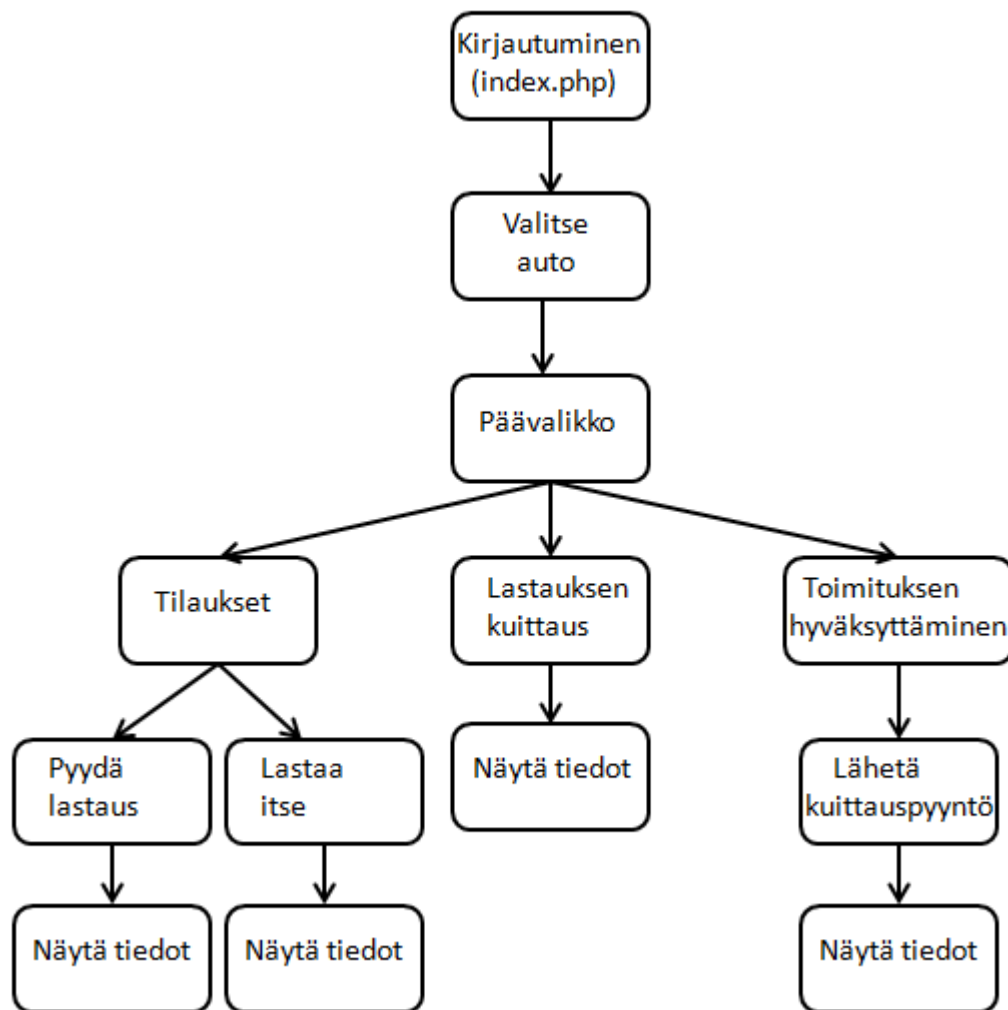 Kirjautuminen
(index.php)
Valitse
auto
Päävalikko
Tilaukset
Lastauksen
kuittaus
Toimituksen
hyväksyttäminen
Pyydä
lastaus
Lastaa
itse
Näytä tiedot
Lähetä
kuittauspyyntö
Näytä tiedot
Näytä tiedot
Näytä tiedot